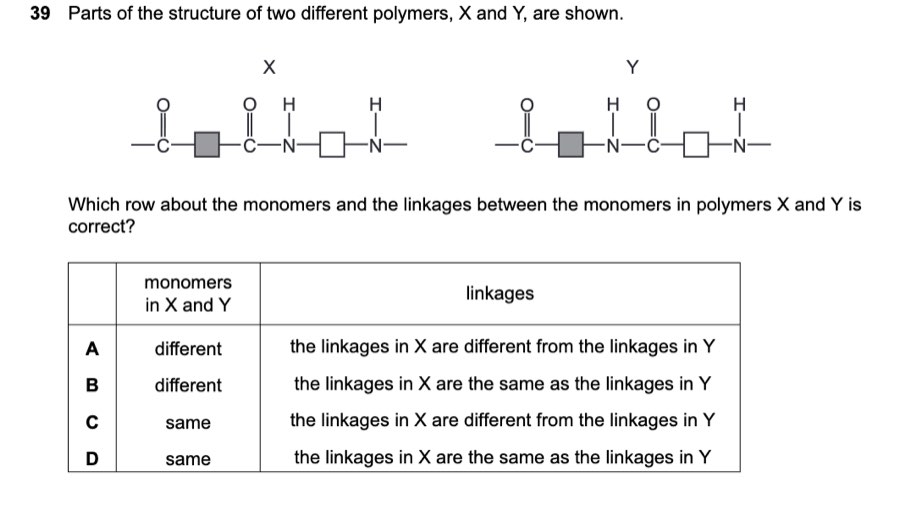 39 Parts of the structure of two different polymers, X and Y, are shown.
X Y
O O H H O H O H
C C N N C N C N
Which row about the monomers and the linkages between the monomers in polymers X and Y is
correct?
monomers
in X and Y linkages
A different the linkages in X are different from the linkages in Y
B different the linkages in X are the same as the linkages in Y
C same the linkages in X are different from the linkages in Y
D same the linkages in X are the same as the linkages in Y